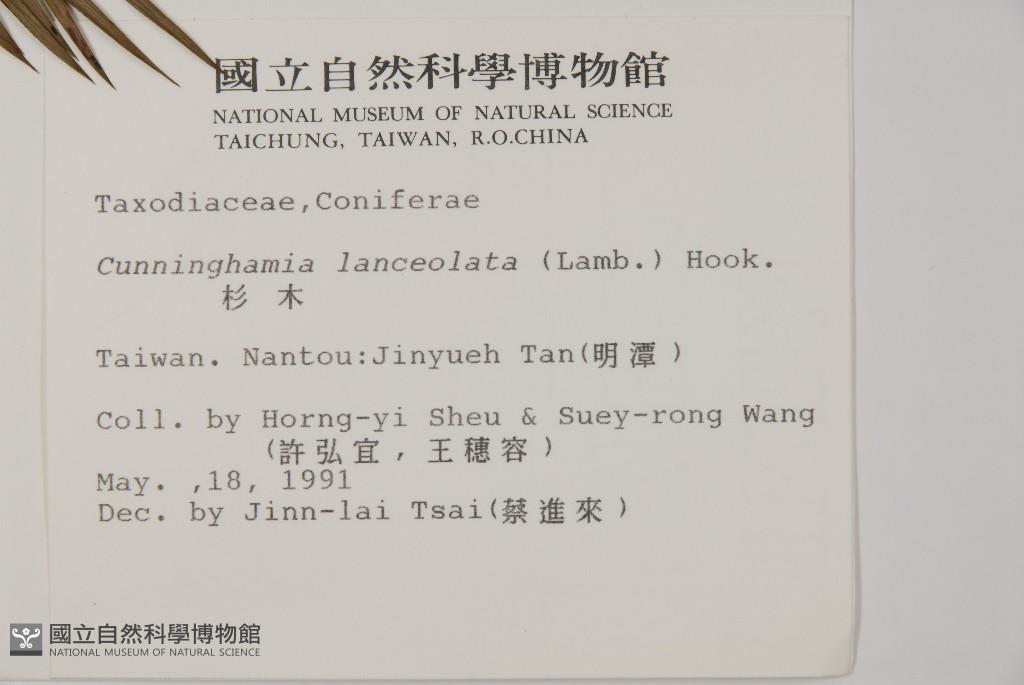 國立自然科學博物館
NATIONAL MUSEUM OF NATURAL SCIENCE
TAICHUNG, TAIWAN, R.O.CHINA
Taxodiaceae,Coniferae
Cunninghamia lanceolata (Lamb.) Hook.
杉 木
Taiwan. Nantou:Jinyueh Tan(明潭)
Coll. by Horng-yi Sheu & Suey-rong Wang
(許弘宜,王穗容)
May. ,18, 1991
Dec. by Jinn-lai Tsai(蔡進來)
國立自然科學博物館
NATIONAL MUSEUM OF NATURAL SCIENCE